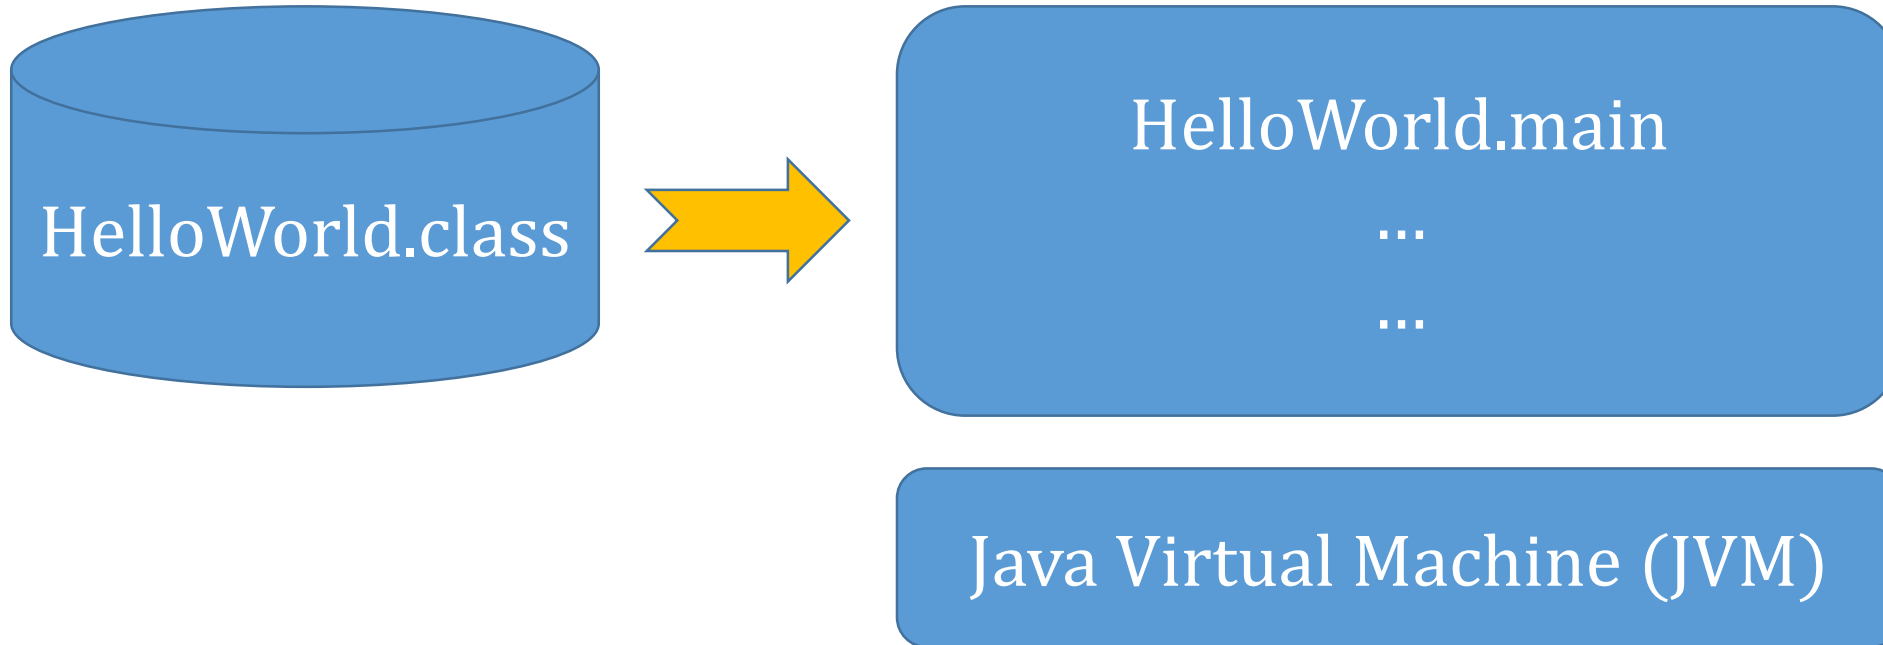 HelloWorld.class
HelloWorld.main
...
...
Java Virtual Machine (JVM)